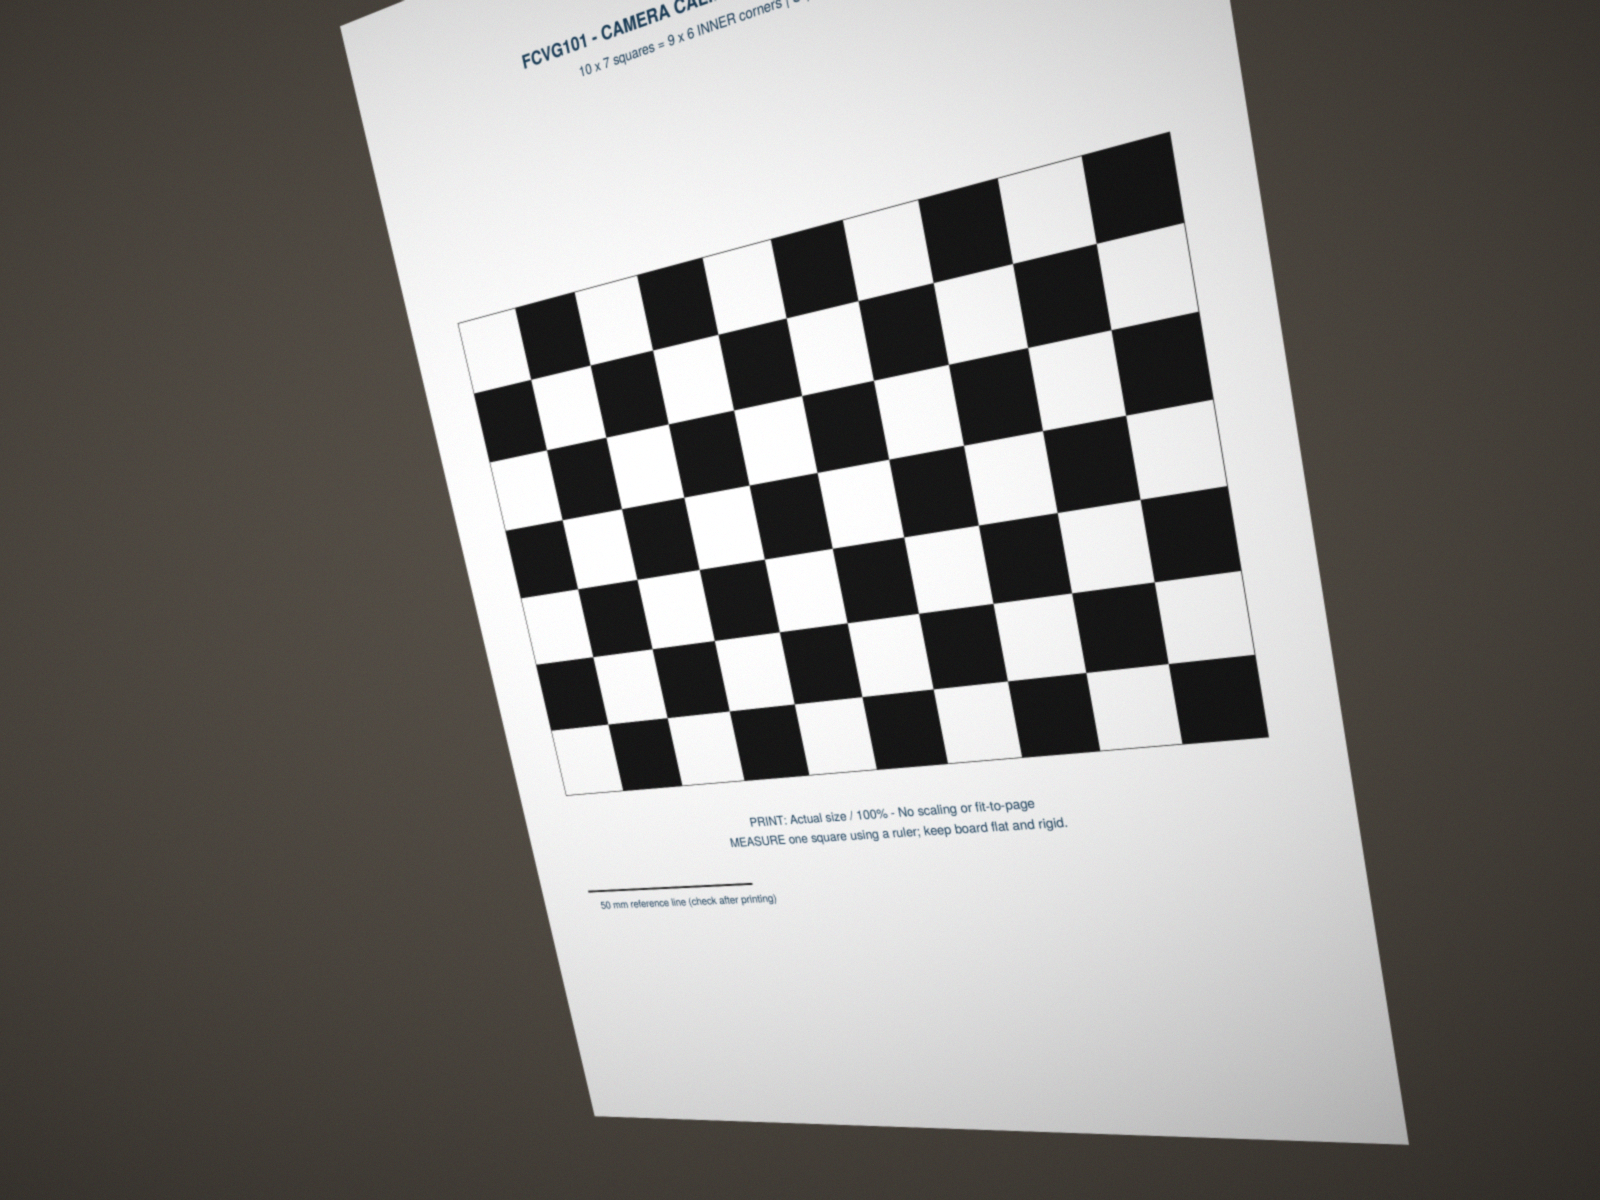 FCVG101 - CAMERA
10 x 7 squares = 9 x 6 INNER corners |
PRINT: Actual size / 100% - No scaling or fit-to-page
MEASURE one square using a ruler; keep board flat and rigid.
50 mm reference line (check after printing)